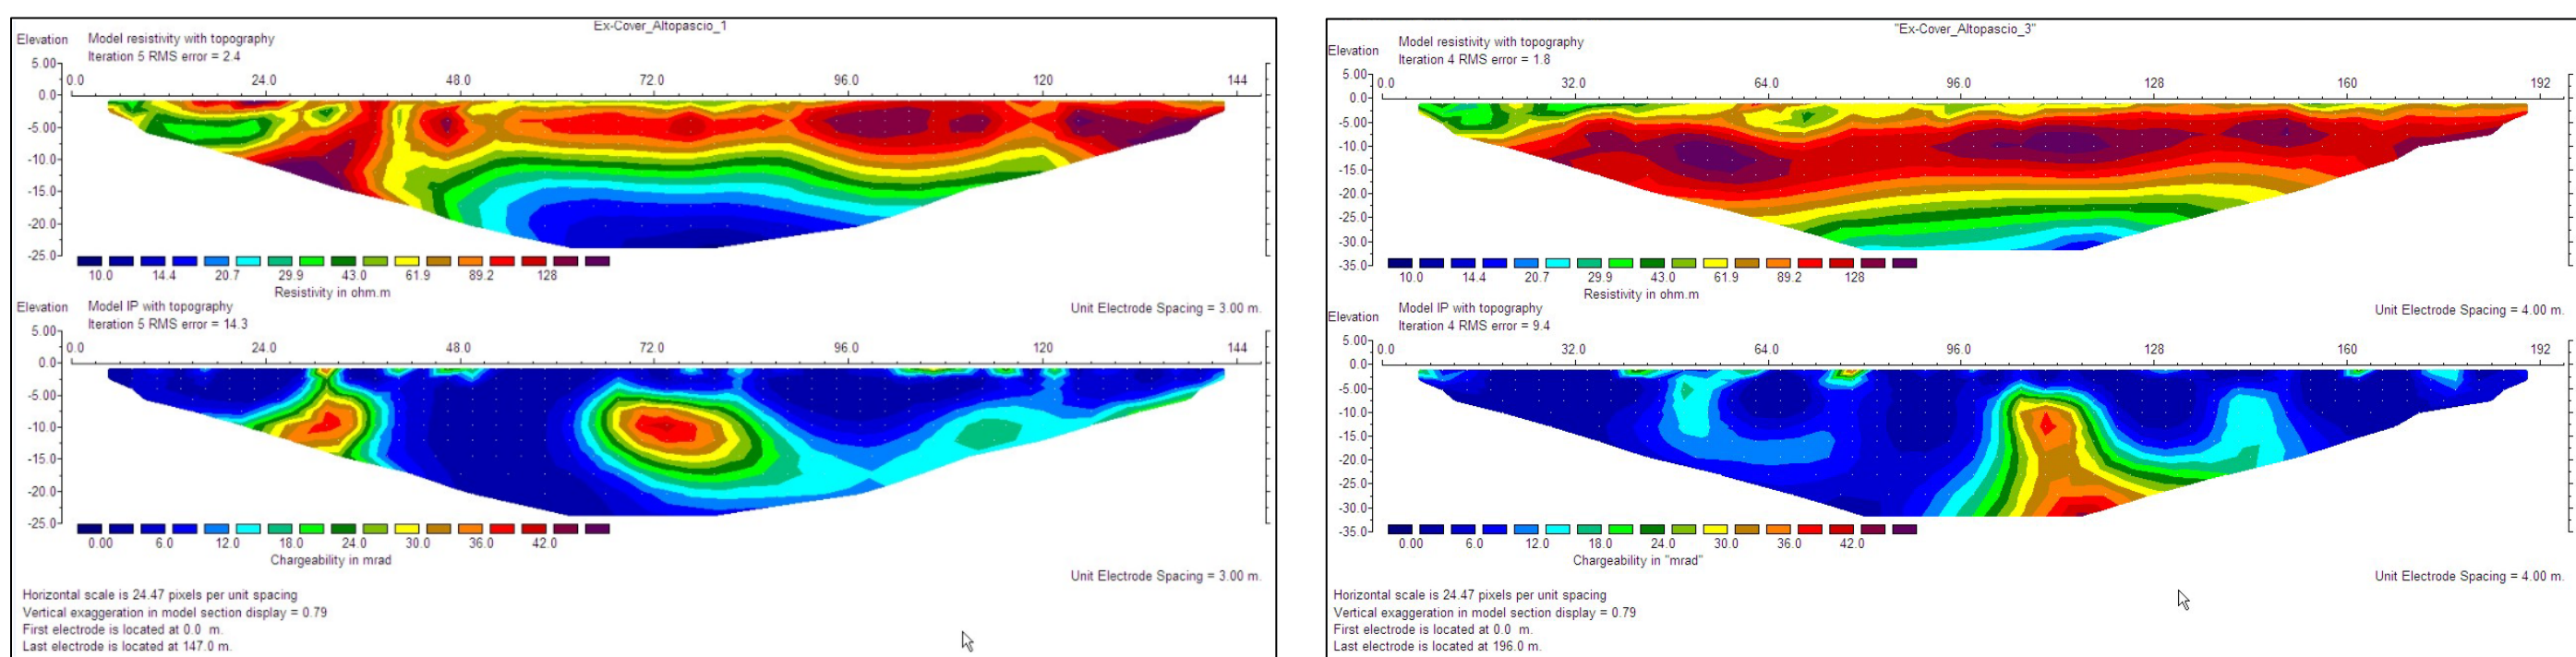 Ex-Cover_Altopascio_1
Elevation Model resistivity with topography
Iteration 5 RMS error = 2.4
5.00 0.0 24.0 48.0 72.0 96.0 120 144
0.0
-5.00
-10.0
-15.0
-20.0
-25.0
10.0 14.4 20.7 29.9 43.0 61.9 89.2 128
Resistivity in ohm.m
Unit Electrode Spacing = 3.00 m.
Elevation Model IP with topography
Iteration 5 RMS error = 14.3
5.00 0.0 24.0 48.0 72.0 96.0 120 144
0.0
-5.00
-10.0
-15.0
-20.0
-25.0
0.00 6.0 12.0 18.0 24.0 30.0 36.0 42.0
Chargeability in mrad
Unit Electrode Spacing = 3.00 m.
Horizontal scale is 24.47 pixels per unit spacing
Vertical exaggeration in model section display = 0.79
First electrode is located at 0.0 m.
Last electrode is located at 147.0 m.
"Ex-Cover_Altopascio_3"
Elevation Model resistivity with topography
Iteration 4 RMS error = 1.8
5.00 0.0 32.0 64.0 96.0 128 160 192
0.0
-5.00
-10.0
-15.0
-20.0
-25.0
-30.0
-35.0
10.0 14.4 20.7 29.9 43.0 61.9 89.2 128
Resistivity in ohm.m
Unit Electrode Spacing = 4.00 m.
Elevation Model IP with topography
Iteration 4 RMS error = 9.4
5.00 0.0 32.0 64.0 96.0 128 160 192
0.0
-5.00
-10.0
-15.0
-20.0
-25.0
-30.0
-35.0
0.00 6.0 12.0 18.0 24.0 30.0 36.0 42.0
Chargeability in "mrad"
Unit Electrode Spacing = 4.00 m.
Horizontal scale is 24.47 pixels per unit spacing
Vertical exaggeration in model section display = 0.79
First electrode is located at 0.0 m.
Last electrode is located at 196.0 m.